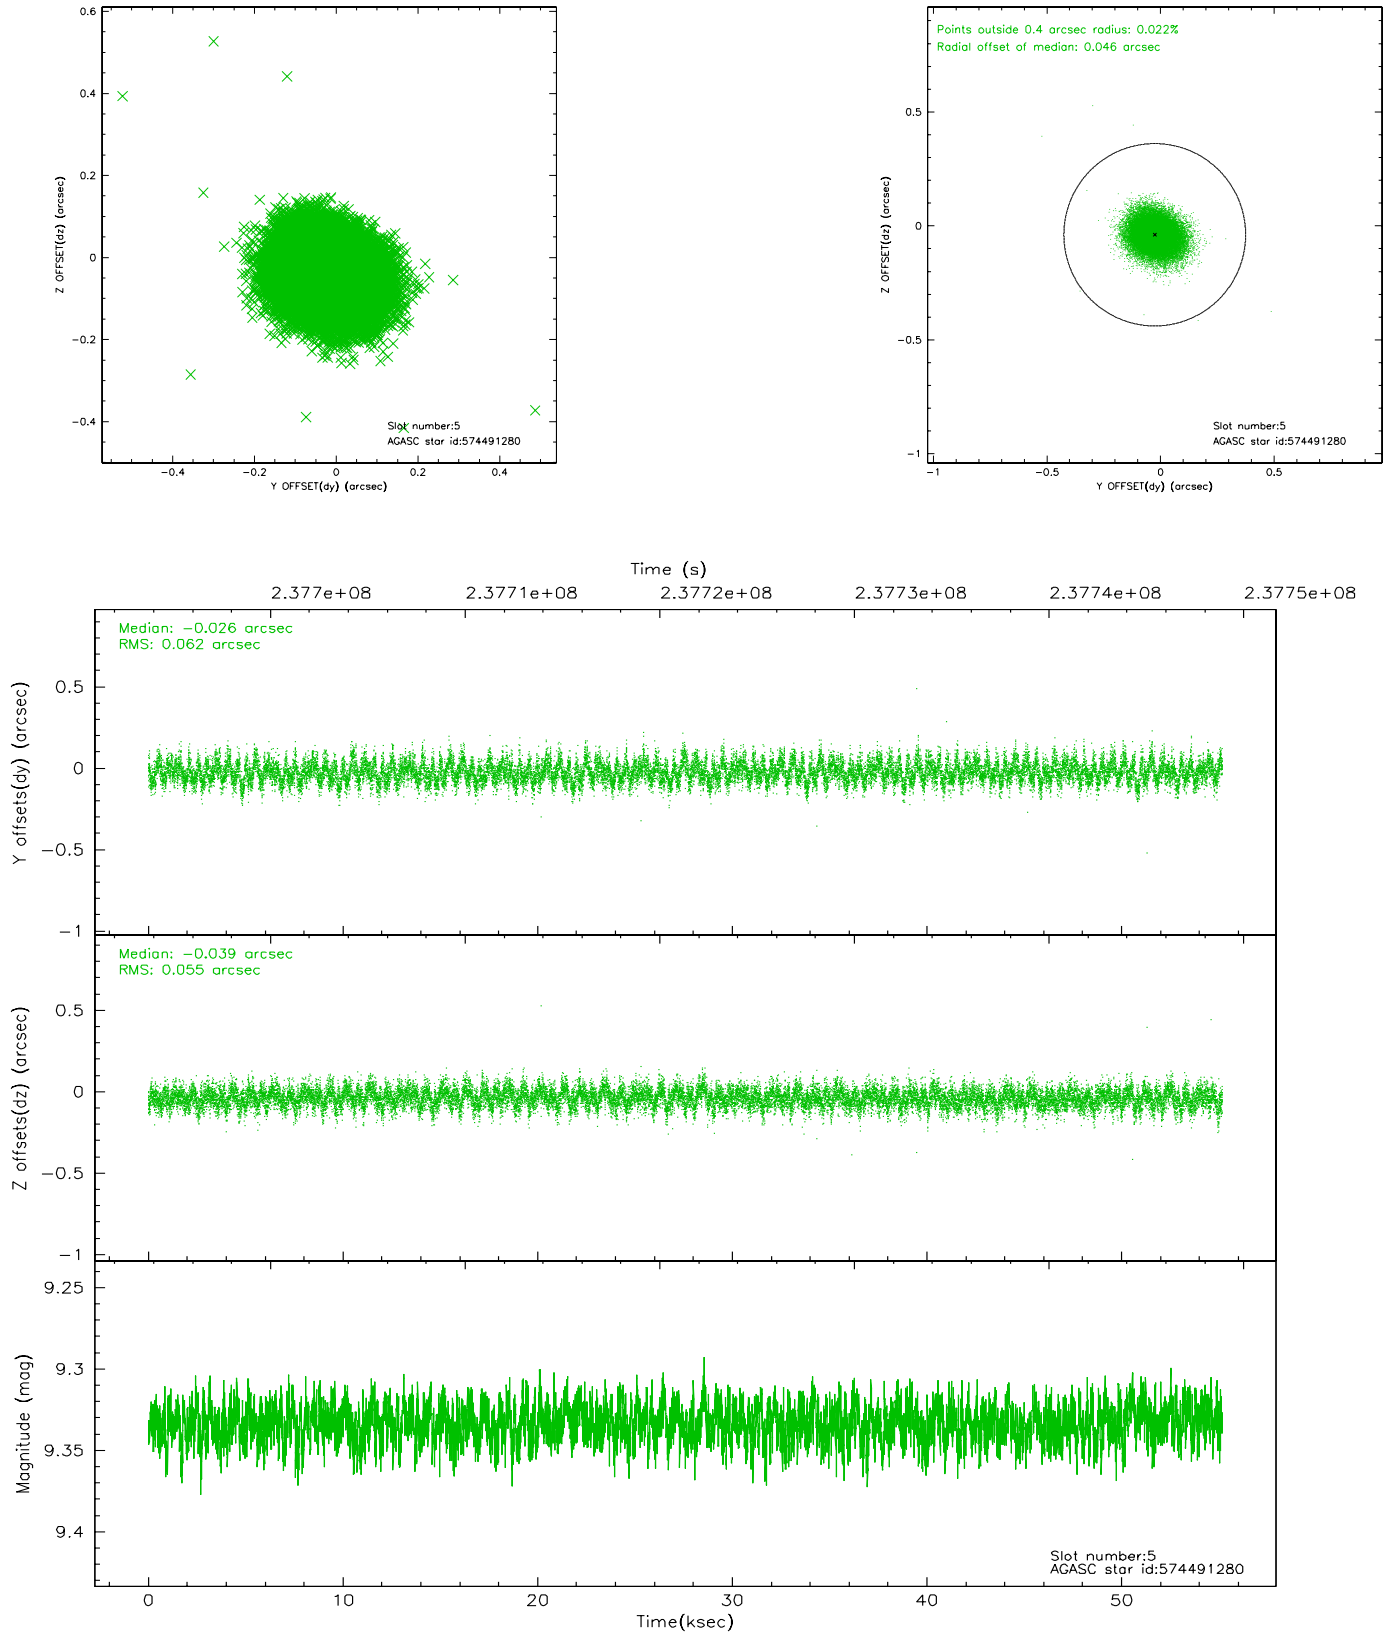 0.6
0.4
0.2
0
-0.2
-0.4
Z OFFSET(dz) (arcsec)
Slot number:5
AGASC star id:574491280
-0.4 -0.2 0 0.2 0.4
Y OFFSET(dy) (arcsec)
Points outside 0.4 arcsec radius: 0.022%
Radial offset of median: 0.046 arcsec
0.5
0
-0.5
-1
Z OFFSET(dz) (arcsec)
Slot number:5
AGASC star id:574491280
-1 -0.5 0 0.5
Y OFFSET(dy) (arcsec)
Time (s)
2.377e+08 2.3771e+08 2.3772e+08 2.3773e+08 2.3774e+08 2.3775e+08
Median: -0.026 arcsec
RMS: 0.062 arcsec
0.5
0
-0.5
-1
Y offsets(dy) (arcsec)
Median: -0.039 arcsec
RMS: 0.055 arcsec
0.5
0
-0.5
-1
Z offsets(dz) (arcsec)
9.25
9.3
9.35
9.4
Magnitude (mag)
Slot number:5
AGASC star id:574491280
0 10 20 30 40 50
Time(ksec)